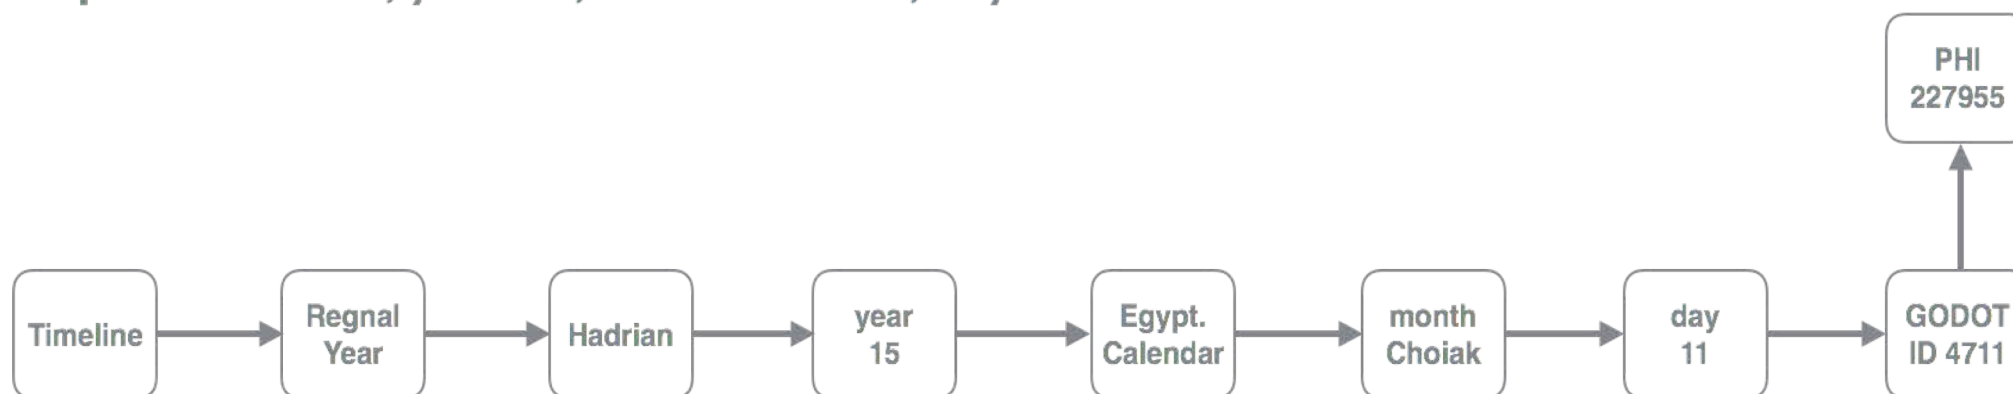 PHI
227955
Timeline
Regnal
Year
Hadrian
year
15
Egypt.
Calendar
month
Choiak
day
11
GODOT
ID 4711